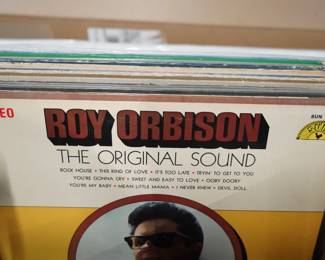 EO
SUN
ROY ORBISON
THE ORIGINAL SOUND
ROCK HOUSE • THIS KIND OF LOVE • IT'S TOO LATE • TRYIN' TO GET TO YOU
YOU'RE GONNA CRY • SWEET AND EASY TO LOVE • OOBY DOOBY
YOU'RE MY BABY • MEAN LITTLE MAMA • I NEVER KNEW • DEVIL DOLL